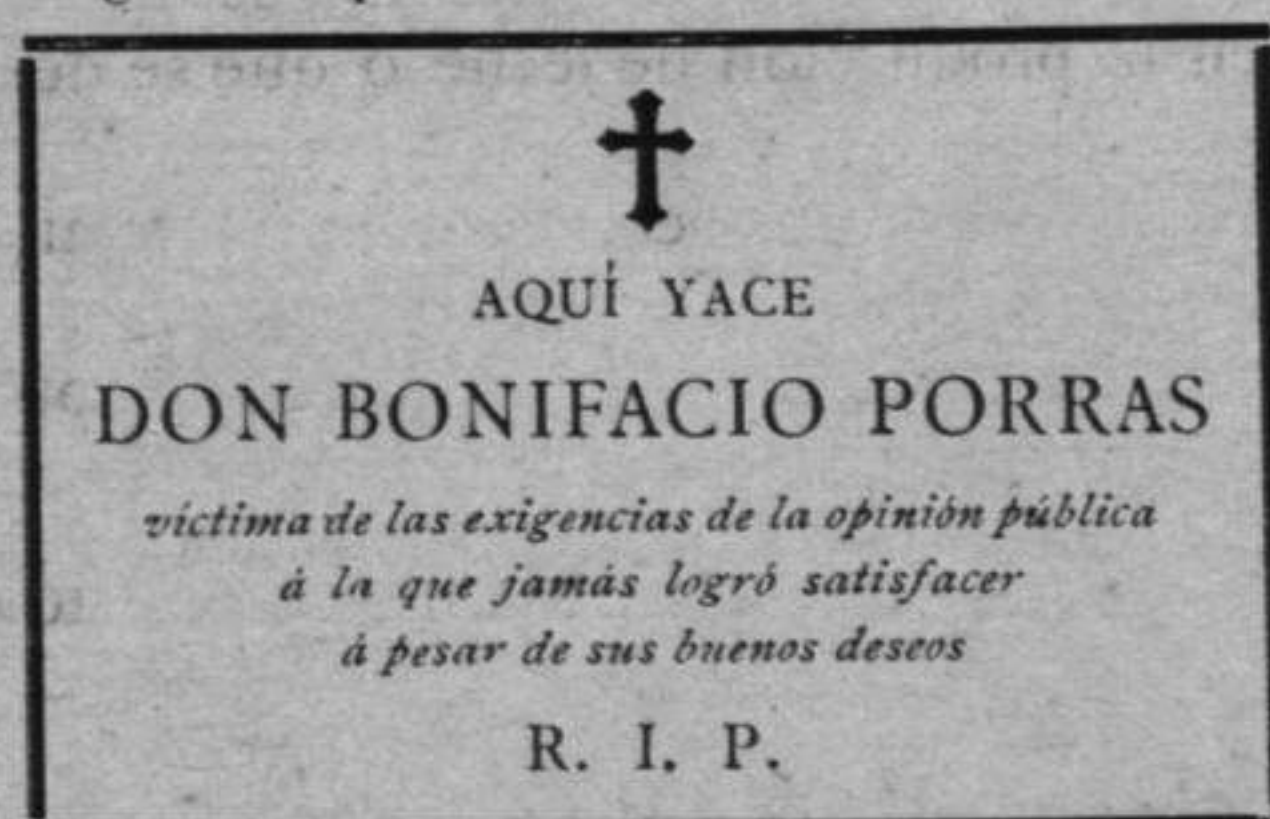 AQUÍ YACE
DON BONIFACIO PORRAS
víctima de las exigencias de la opinión pública
á la que jamás logró satisfacer
á pesar de sus buenos deseos
R. I. P.